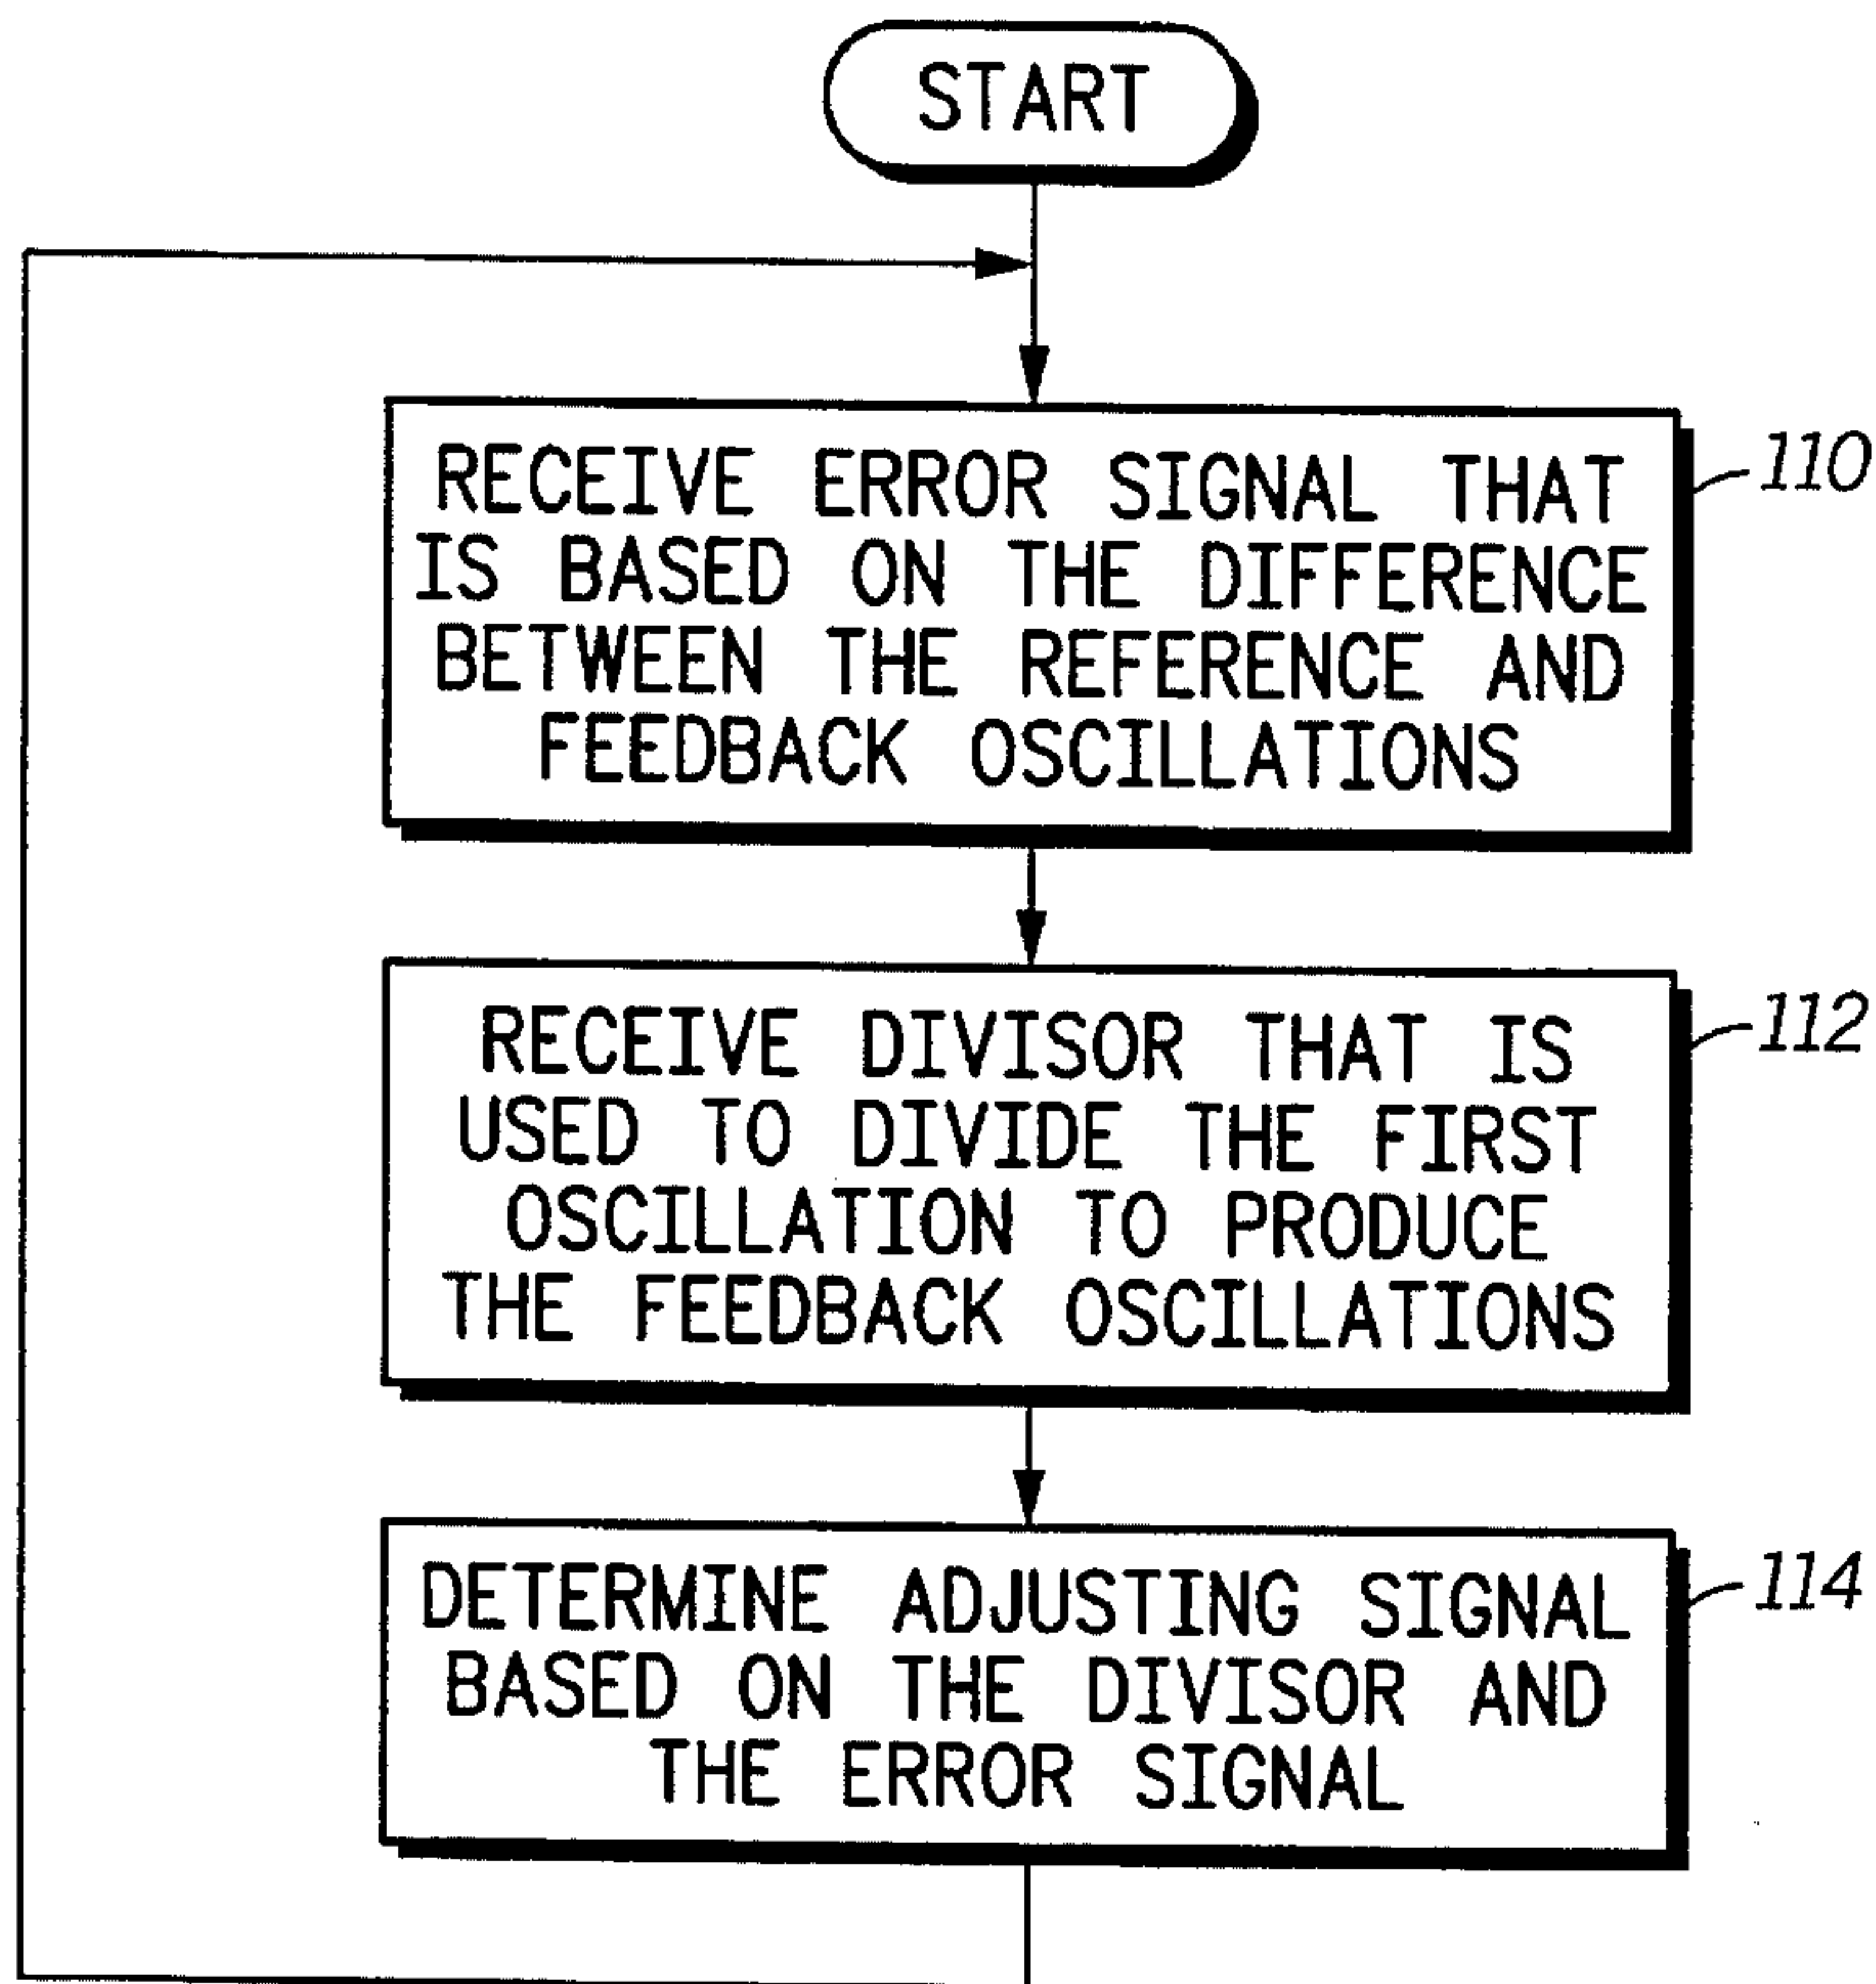 START
RECEIVE ERROR SIGNAL THAT
IS BASED ON THE DIFFERENCE
BETWEEN THE REFERENCE AND
FEEDBACK OSCILLATIONS
110
RECEIVE DIVISOR THAT IS
USED TO DIVIDE THE FIRST
OSCILLATION TO PRODUCE
THE FEEDBACK OSCILLATIONS
112
DETERMINE ADJUSTING SIGNAL
BASED ON THE DIVISOR AND
THE ERROR SIGNAL
114